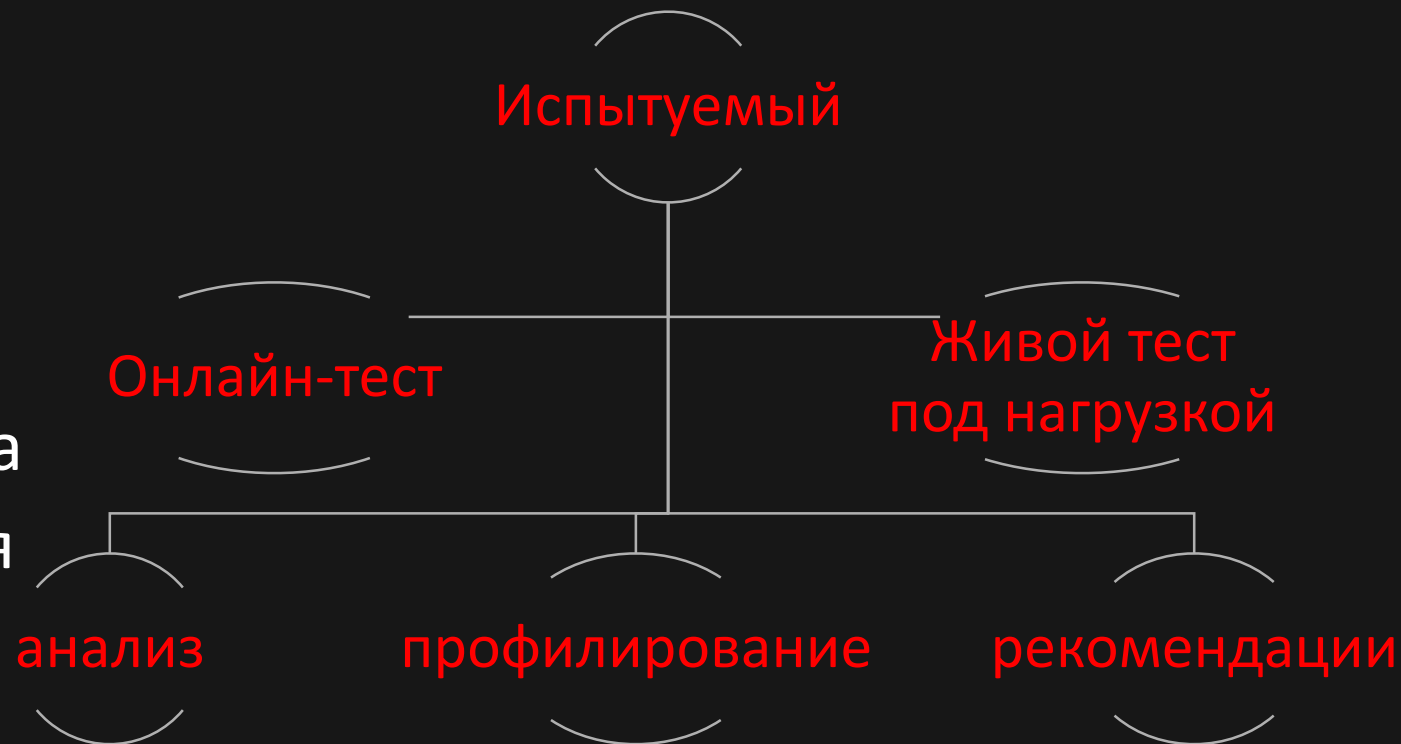 Испытуемый
Онлайн-тест
Живой тест
под нагрузкой
а
я
анализ
профилирование
рекомендации